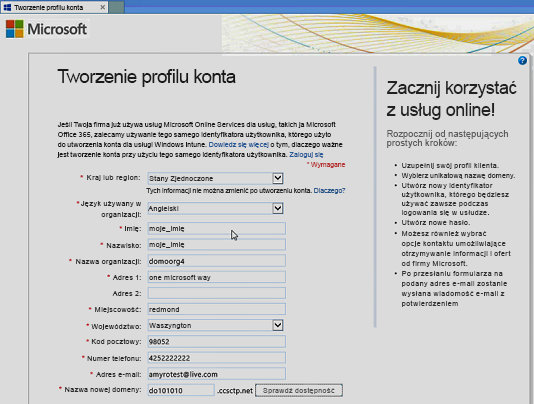 Tworzenie profilu konta
Microsoft
Tworzenie profilu konta
Jeśli Twoja firma już używa usług Microsoft Online Services dla usług, takich ja Microsoft
Office 365, zalecamy używanie tego samego identyfikatora użytkownika, którego użyto
do utworzenia konta dla usługi Windows Intune. Dowiedz się więcej o tym, dlaczego ważne
jest tworzenie konta przy użyciu tego samego identyfikatora użytkownika. Zaloguj się
* Wymagane
* Kraj lub region: Stany Zjednoczone
Tych informacji nie można zmienić po utworzeniu konta. Dlaczego?
* Język używany w
organizacji: Angielski
* Imię: moje_imię
* Nazwisko: moje_imię
* Nazwa organizacji: domoorg4
* Adres 1: one microsoft way
Adres 2:
* Miejscowość: redmond
* Województwo: Waszyngton
* Kod pocztowy: 98052
* Numer telefonu: 4252222222
* Adres e-mail: amyrotest@live.com
* Nazwa nowej domeny: do101010 .ccsctp.net Sprawdź dostępność
Zacznij korzystać
z usług online!
Rozpocznij od następujących
prostych kroków:
• Uzupełnij swój profil klienta.
• Wybierz unikatową nazwę domeny.
• Utwórz nowy identyfikator
użytkownika, którego będziesz
używać zawsze podczas
logowania się w usłudze.
• Utwórz nowe hasło.
• Możesz również wybrać
opcje kontaktu umożliwiające
otrzymywanie informacji i ofert
od firmy Microsoft.
• Po przesłaniu formularza na
podany adres e-mail zostanie
wysłana wiadomość e-mail z
potwierdzeniem